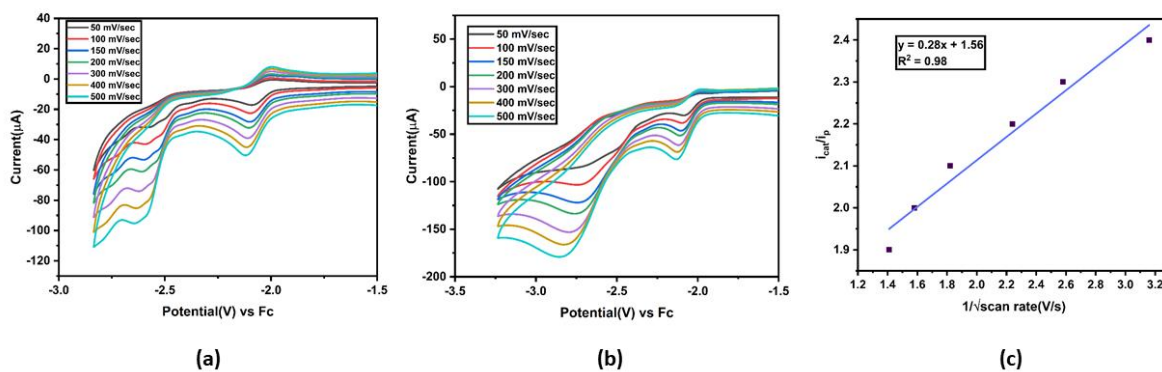 50 mV/sec
100 mV/sec
150 mV/sec
200 mV/sec
300 mV/sec
400 mV/sec
500 mV/sec
40
20
0
-20
-40
-60
-80
-100
-120
Current(µA)
-3.0
-2.5
-2.0
-1.5
Potential(V) vs Fc
(a)
50 mV/sec
100 mV/sec
150 mV/sec
200 mV/sec
300 mV/sec
400 mV/sec
500 mV/sec
100
50
0
-50
-100
-150
-200
Current(µA)
-3.5
-3.0
-2.5
-2.0
-1.5
Potential(V) vs Fc
(b)
y = 0.28x + 1.56
R² = 0.98
2.4
2.3
2.2
2.1
2.0
1.9
i_cat/i_p
1.4
1.6
1.8
2.0
2.2
2.4
2.6
2.8
3.0
3.2
1/√scan rate(V/s)
(c)